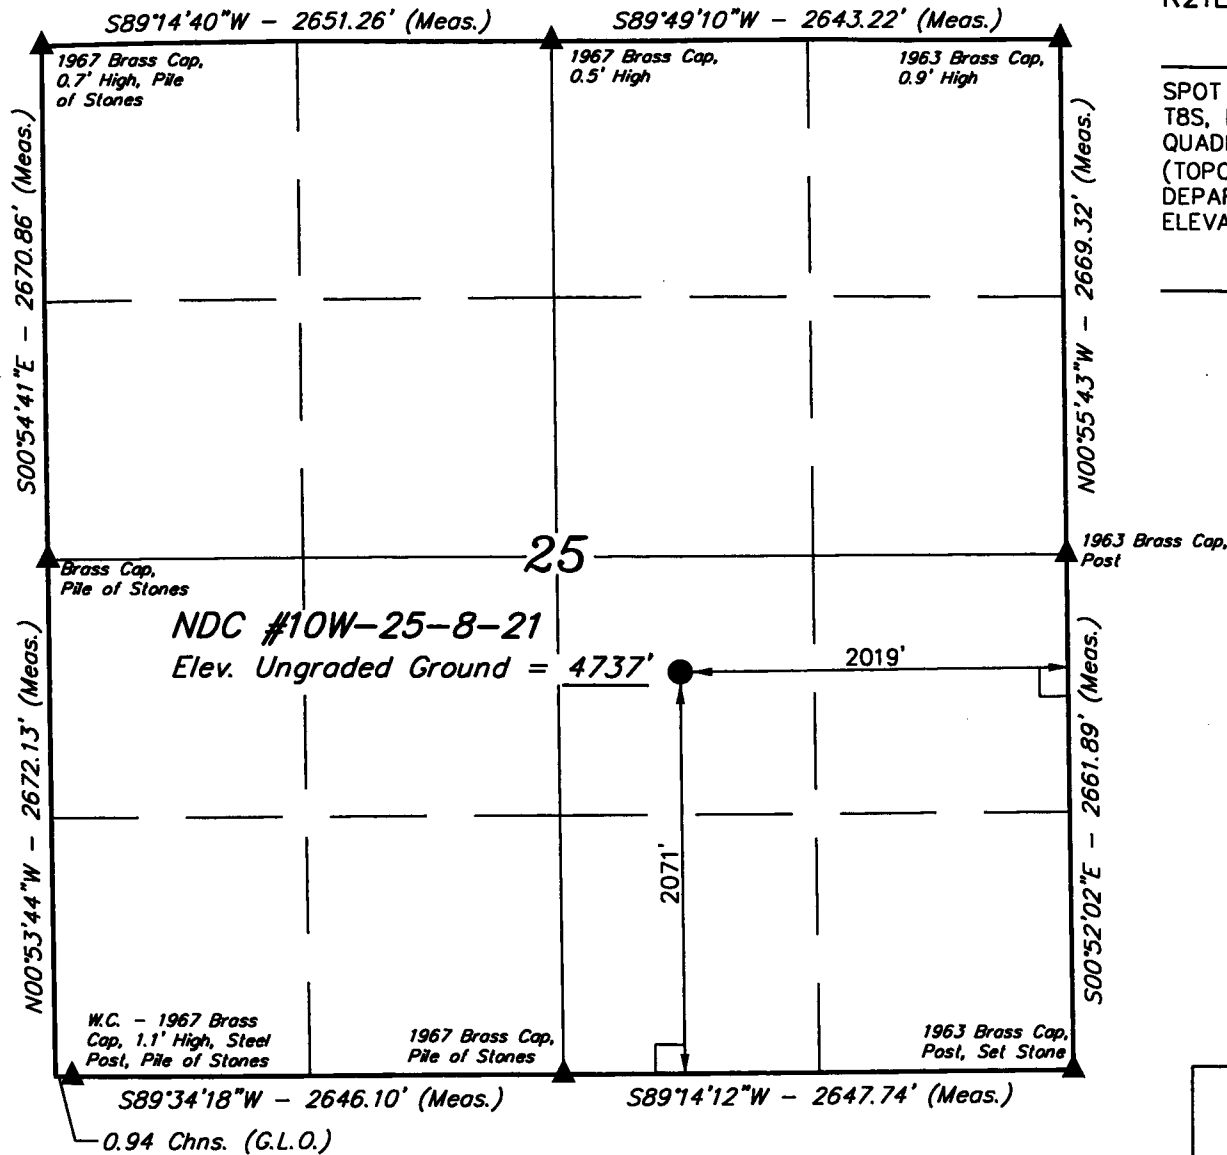 R21E
S89°14'40"W - 2651.26' (Meas.)
S89°49'10"W - 2643.22' (Meas.)
1967 Brass Cap,
0.7' High, Pile
of Stones
1967 Brass Cap,
0.5' High
1963 Brass Cap,
0.9' High
SPOT
T8S,
QUAD
(TOPO
DEPA
ELEVA
S00°54'41"E - 2670.86' (Meas.)
N00°55'43"W - 2669.32' (Meas.)
25
1963 Brass Cap,
Post
Brass Cap,
Pile of Stones
NDC #10W-25-8-21
Elev. Ungraded Ground = 4737'
2019'
2071'
N00°53'44"W - 2672.13' (Meas.)
S00°52'02"E - 2661.89' (Meas.)
W.C. - 1967 Brass
Cap, 1.1' High, Steel
Post, Pile of Stones
1967 Brass Cap,
Pile of Stones
1963 Brass Cap,
Post, Set Stone
S89°34'18"W - 2646.10' (Meas.)
S89°14'12"W - 2647.74' (Meas.)
0.94 Chns. (G.L.O.)